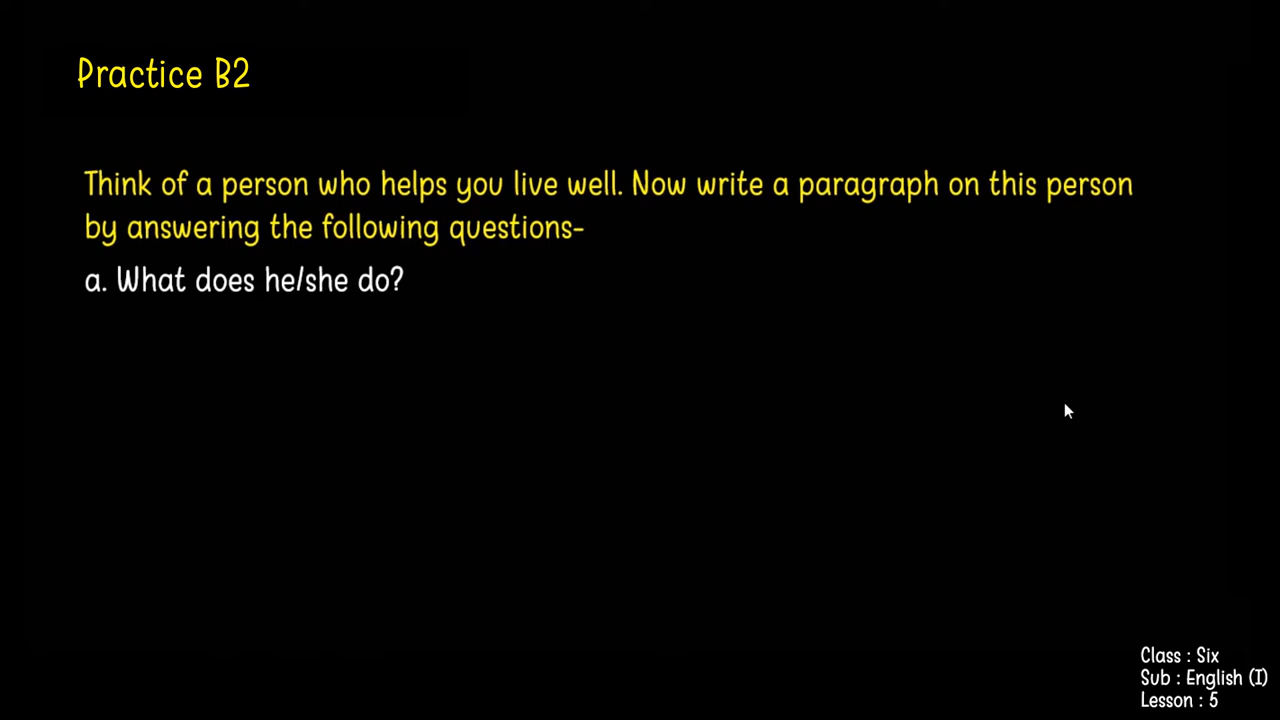 Practice B2
Think of a person who helps you live well. Now write a paragraph on this person
by answering the following questions-
a. What does he/she do?
Class : Six
Sub : English (I)
Lesson : 5